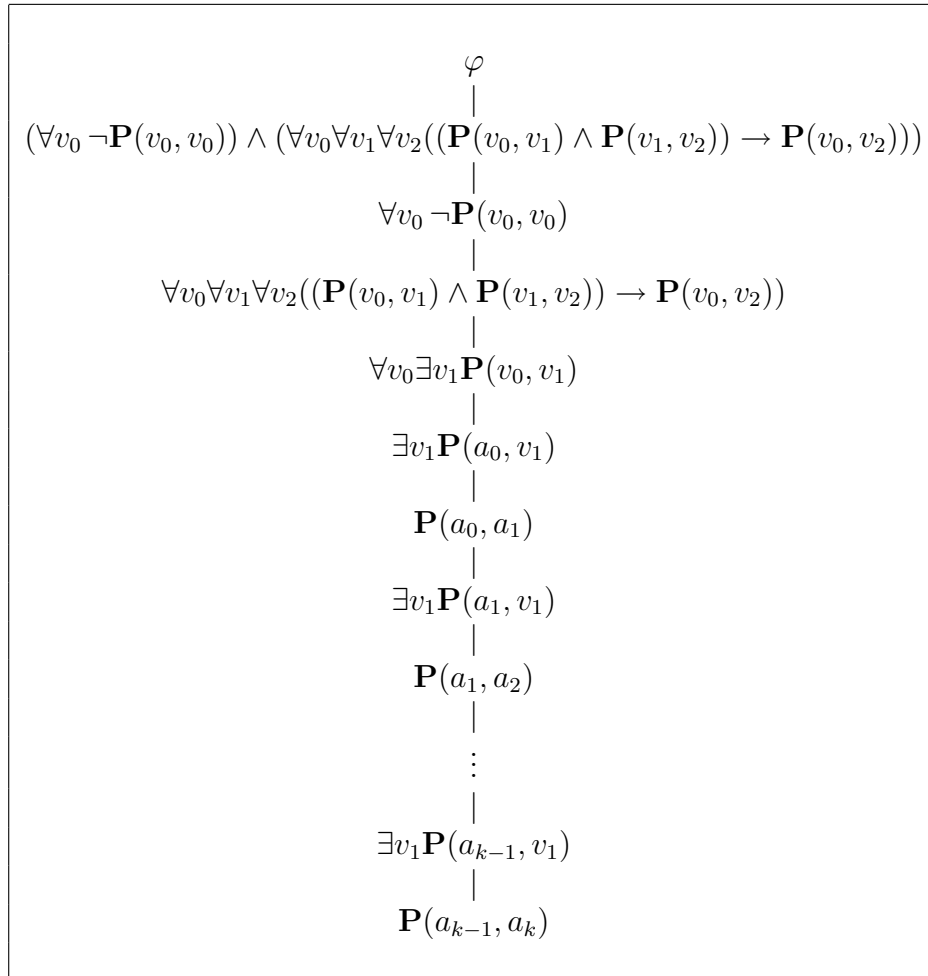 φ
(∀v₀ ¬𝐏(v₀, v₀)) ∧ (∀v₀∀v₁∀v₂((𝐏(v₀, v₁) ∧ 𝐏(v₁, v₂)) → 𝐏(v₀, v₂)))
∀v₀ ¬𝐏(v₀, v₀)
∀v₀∀v₁∀v₂((𝐏(v₀, v₁) ∧ 𝐏(v₁, v₂)) → 𝐏(v₀, v₂))
∀v₀∃v₁𝐏(v₀, v₁)
∃v₁𝐏(a₀, v₁)
𝐏(a₀, a₁)
∃v₁𝐏(a₁, v₁)
𝐏(a₁, a₂)
⋮
∃v₁𝐏(aₖ₋₁, v₁)
𝐏(aₖ₋₁, aₖ)